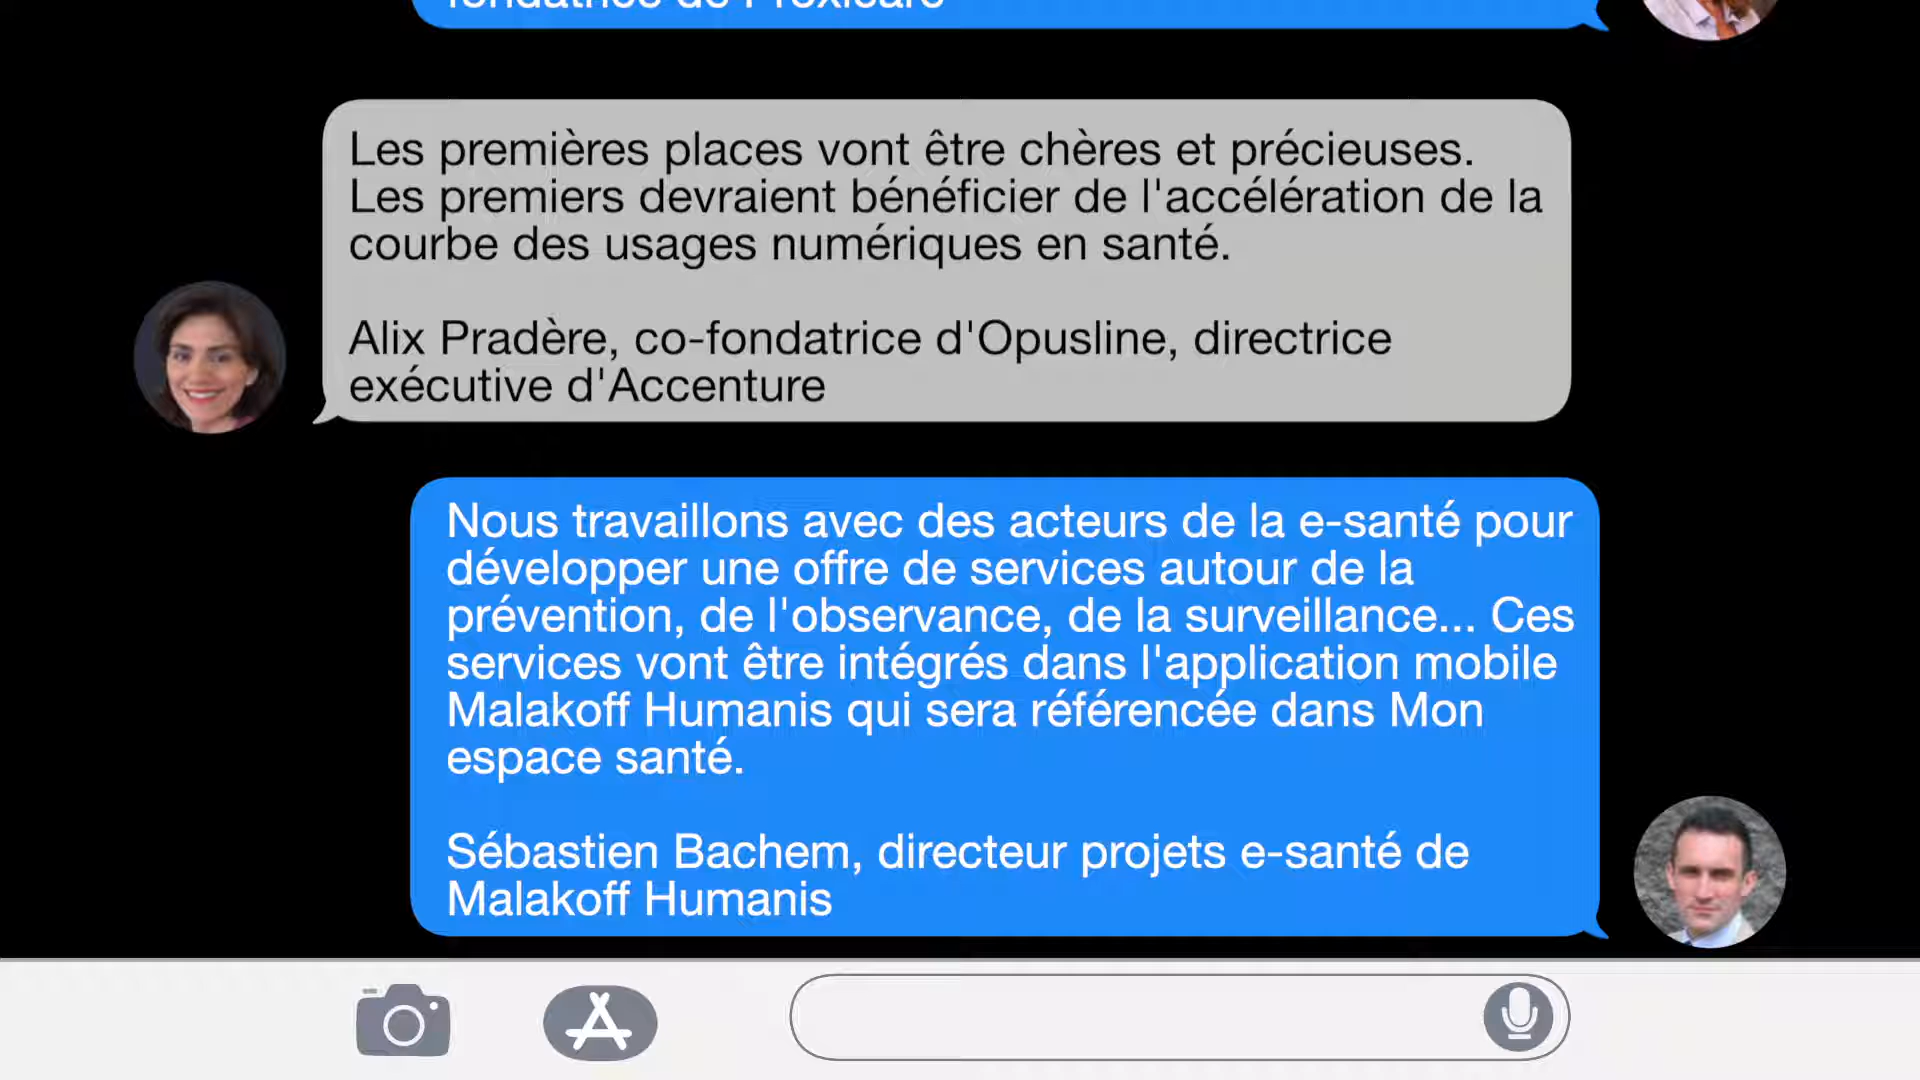 fondatrice de Proxicare
Les premières places vont être chères et précieuses.
Les premiers devraient bénéficier de l'accélération de la
courbe des usages numériques en santé.
Alix Pradère, co-fondatrice d'Opusline, directrice
exécutive d'Accenture
Nous travaillons avec des acteurs de la e-santé pour
développer une offre de services autour de la
prévention, de l'observance, de la surveillance... Ces
services vont être intégrés dans l'application mobile
Malakoff Humanis qui sera référencée dans Mon
espace santé.
Sébastien Bachem, directeur projets e-santé de
Malakoff Humanis